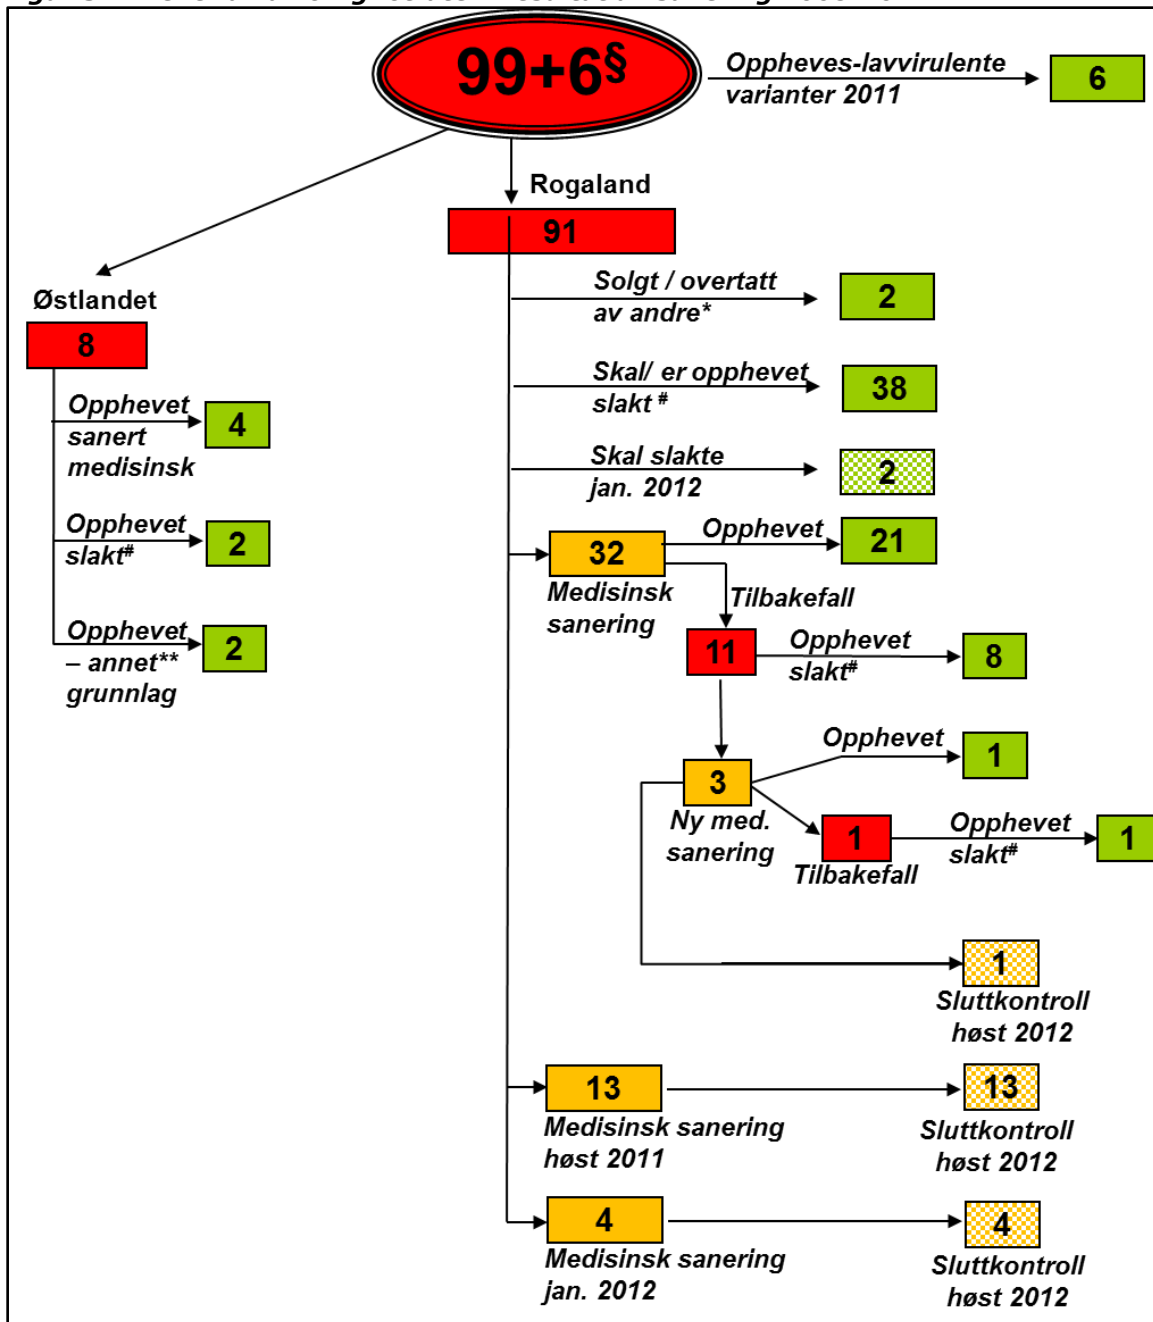 99+6§
Oppheves-lavvirulente
varianter 2011
6
Rogaland
91
Østlandet
8
Solgt / overtatt
av andre*
2
Skal/ er opphevet
slakt #
38
Skal slakte
jan. 2012
2
Opphevet
sanert
medisinsk
4
Opphevet
slakt#
2
Opphevet
– annet**
grunnlag
2
32
Medisinsk
sanering
Opphevet
21
Tilbakefall
11
Opphevet
slakt#
8
3
Ny med.
sanering
Opphevet
1
1
Tilbakefall
Opphevet
slakt#
1
1
Sluttkontroll
høst 2012
13
Medisinsk sanering
høst 2011
13
Sluttkontroll
høst 2012
4
Medisinsk sanering
jan. 2012
4
Sluttkontroll
høst 2012